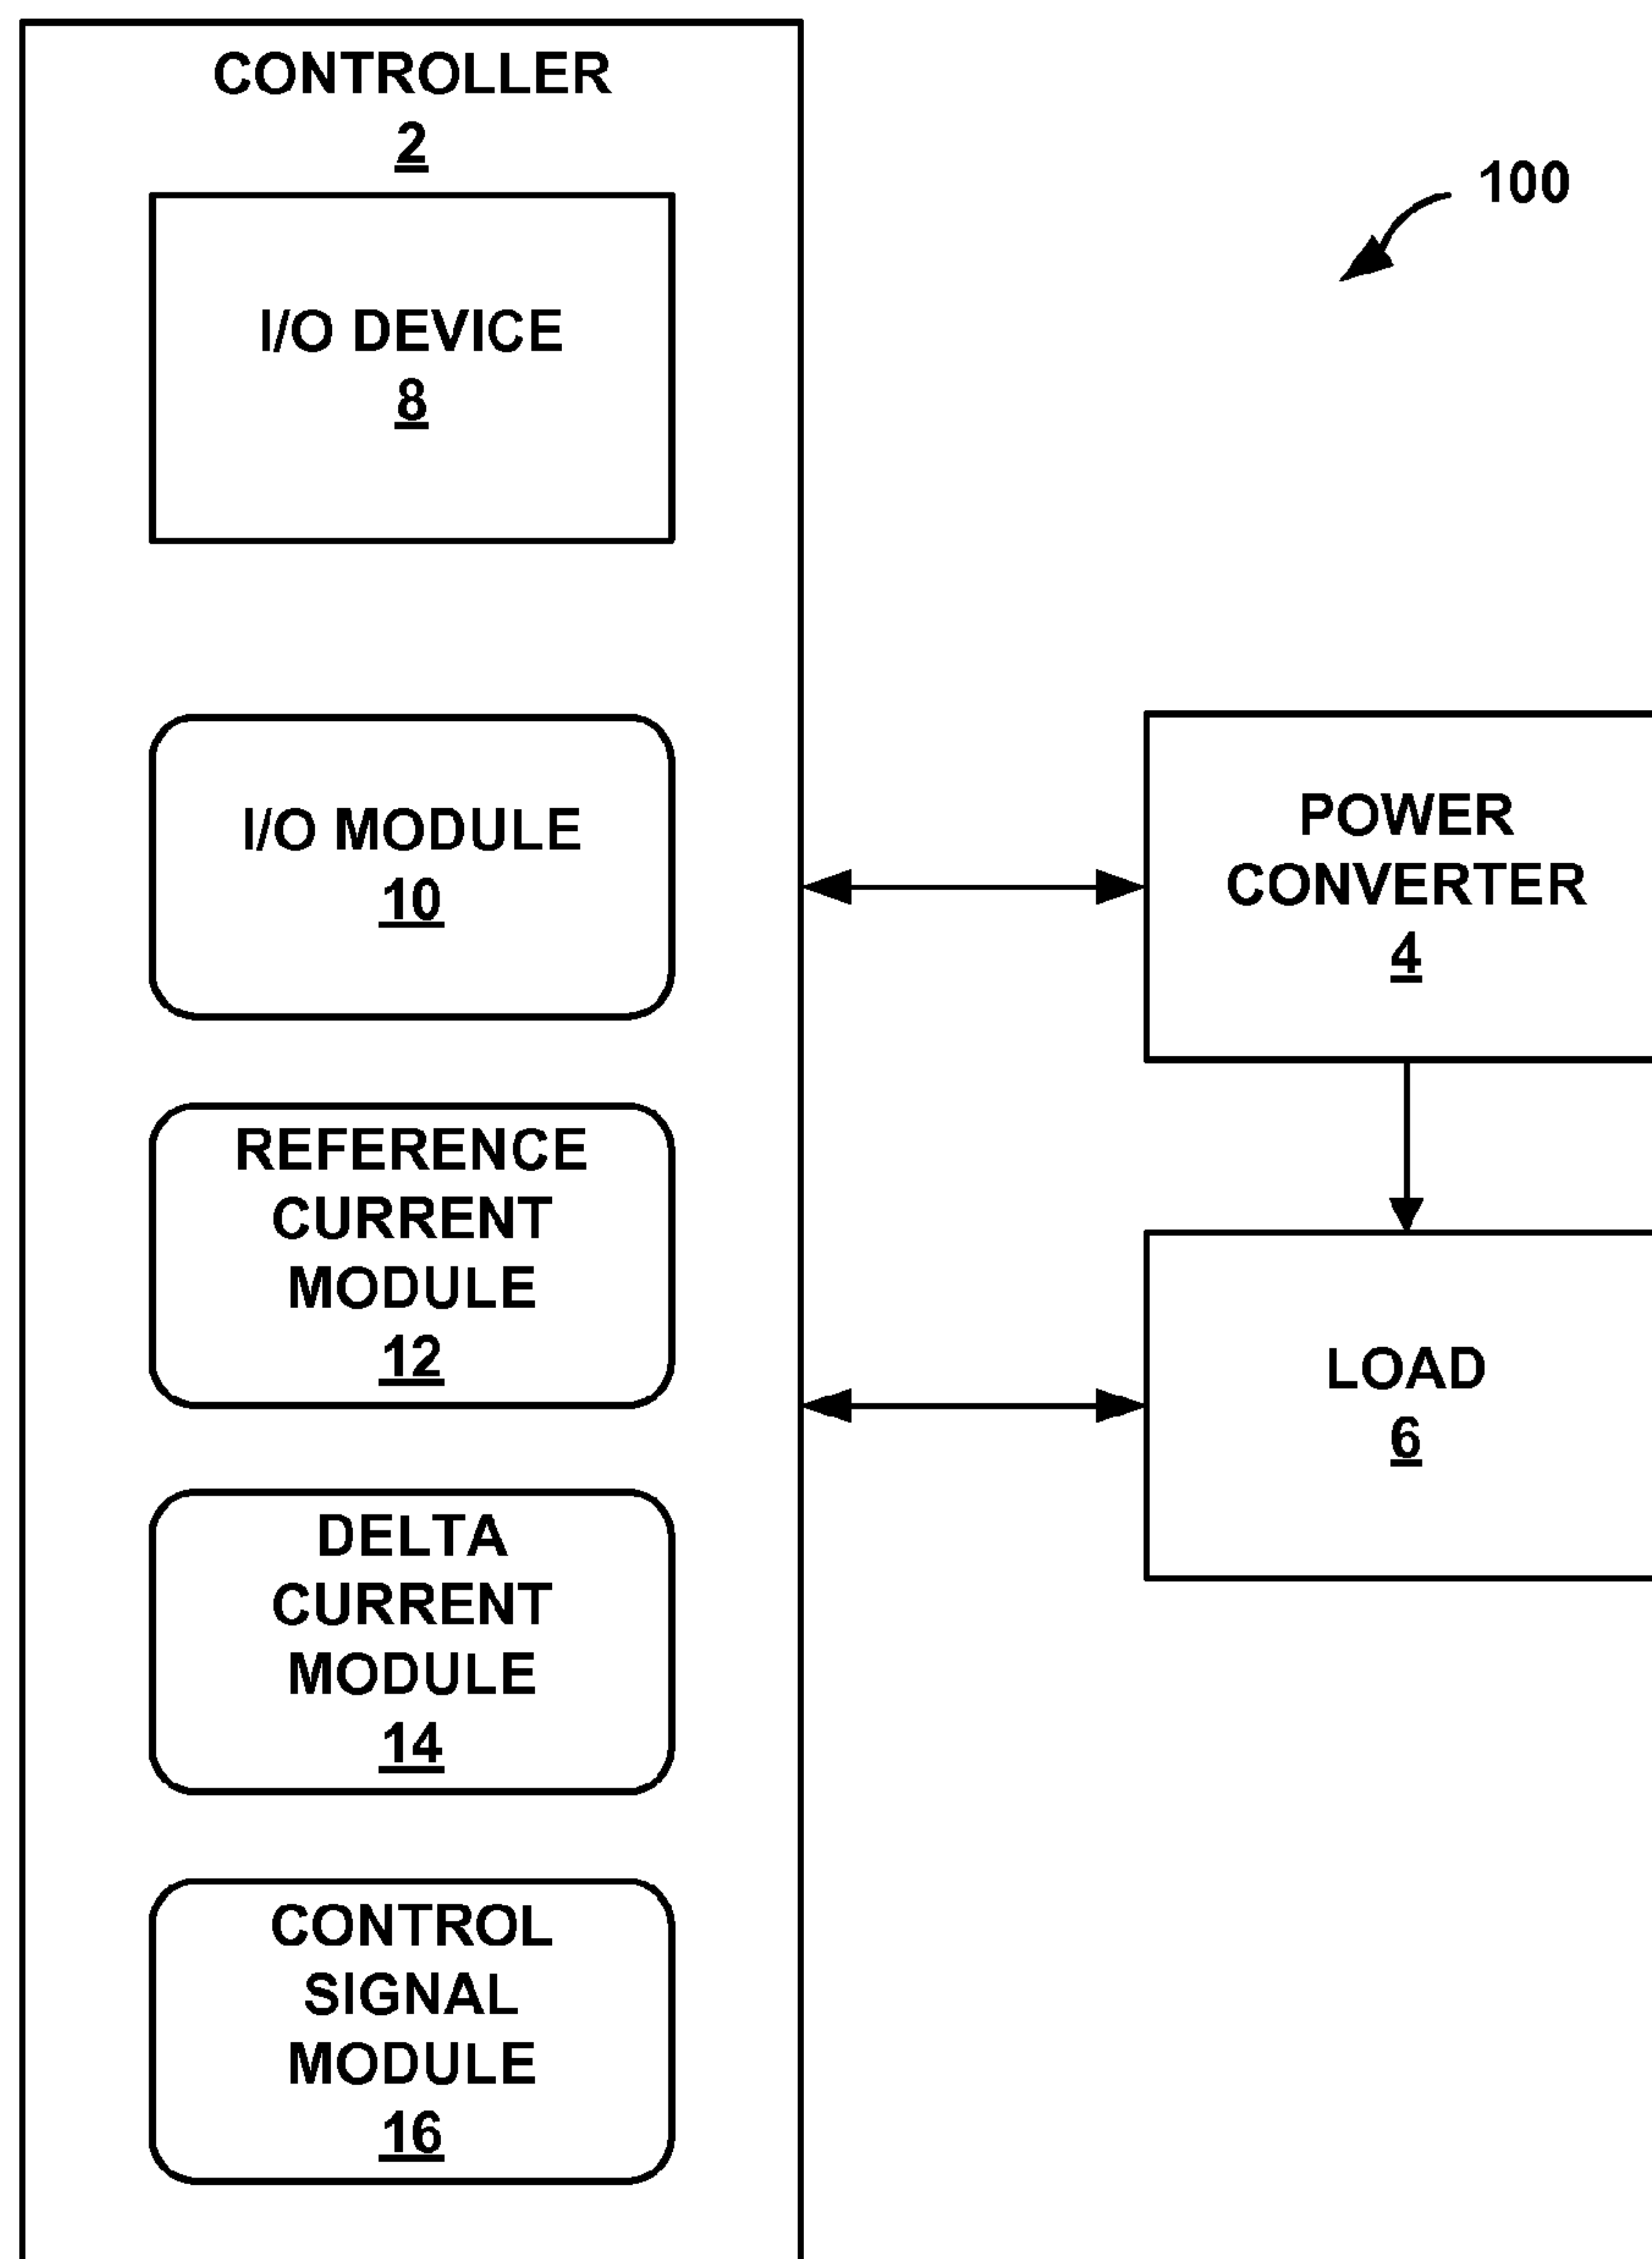 CONTROLLER
2
I/O DEVICE
8
I/O MODULE
10
REFERENCE
CURRENT
MODULE
12
DELTA
CURRENT
MODULE
14
CONTROL
SIGNAL
MODULE
16
100
POWER
CONVERTER
4
LOAD
6